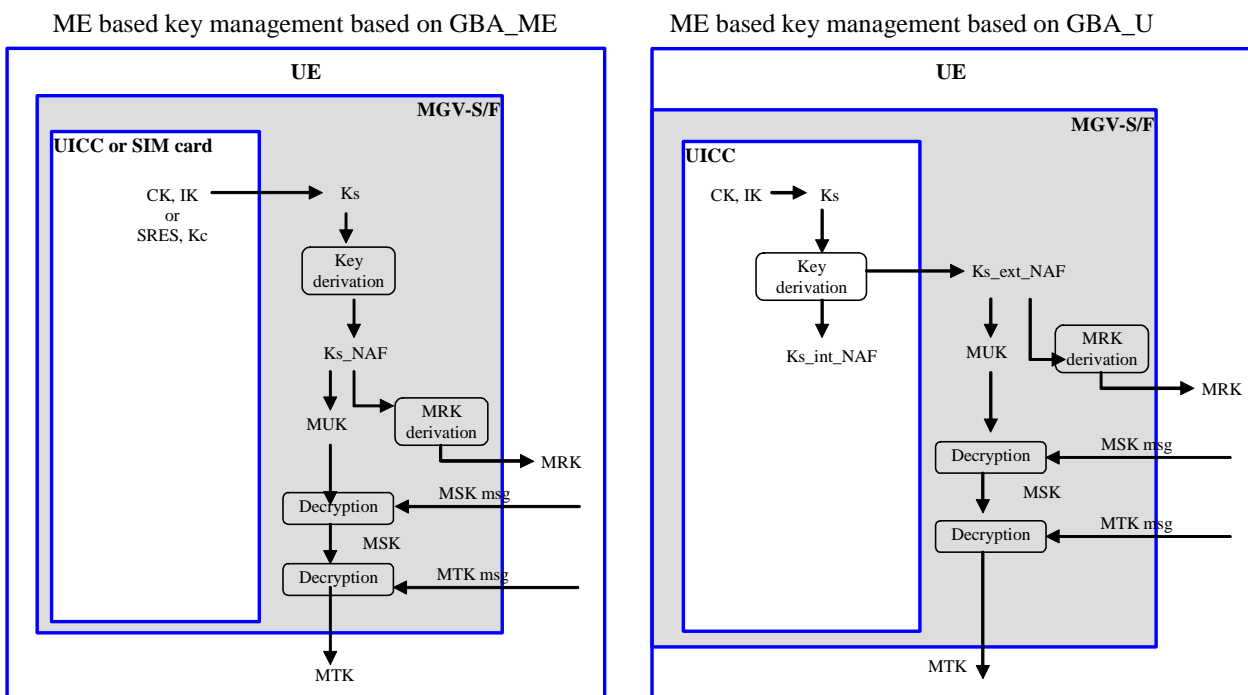 ME based key management based on GBA_ME
UE
MGV-S/F
UICC or SIM card
CK, IK
or
SRES, Kc
Ks
Key
derivation
Ks_NAF
MUK
MRK
derivation
MRK
MSK msg
Decryption
MSK
Decryption
MTK msg
MTK
ME based key management based on GBA_U
UE
MGV-S/F
UICC
CK, IK
Ks
Key
derivation
Ks_ext_NAF
Ks_int_NAF
MUK
MRK
derivation
MRK
Decryption
MSK msg
MSK
Decryption
MTK msg
MTK